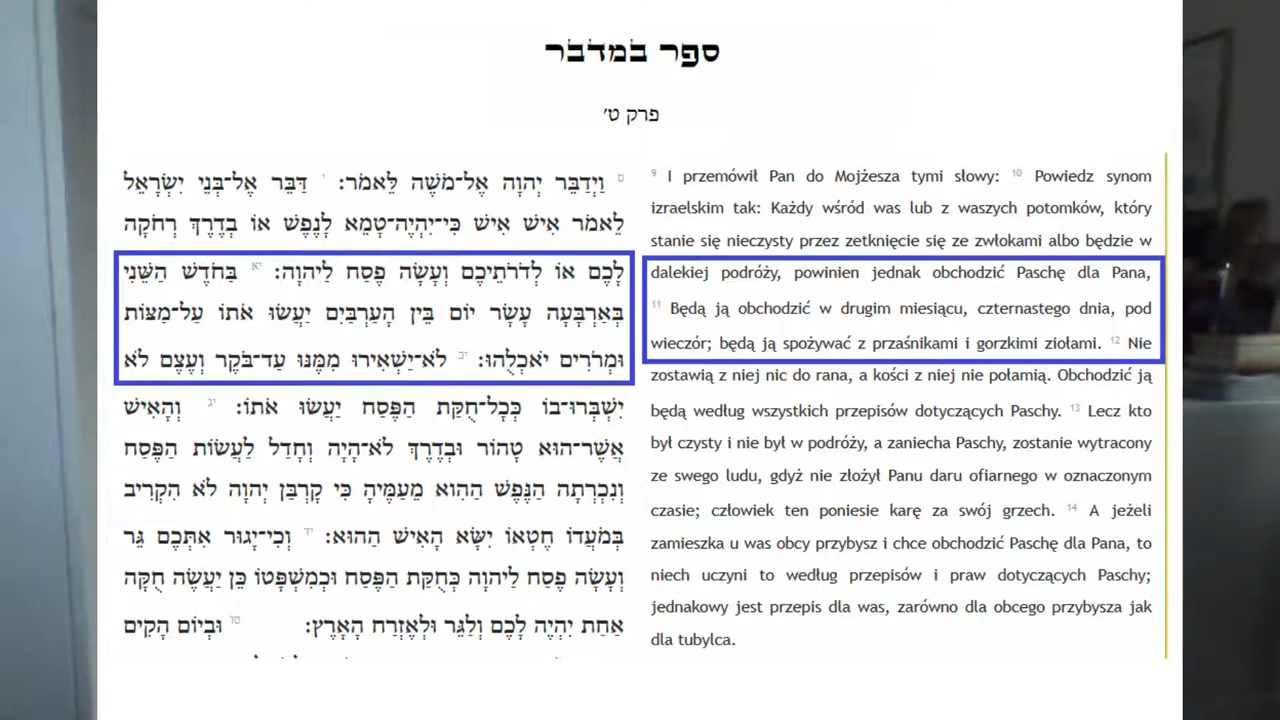 ספר במדבר
פרק ט׳
ט וַיְדַבֵּר יְהוָה אֶל־מֹשֶׁה לֵּאמֹר: י דַּבֵּר אֶל־בְּנֵי יִשְׂרָאֵל
לֵאמֹר אִישׁ אִישׁ כִּי־יִהְיֶה־טָמֵא לָנֶפֶשׁ אוֹ בְדֶרֶךְ רְחֹקָה
לָכֶם אוֹ לְדֹרֹתֵיכֶם וְעָשָׂה פֶסַח לַיהוָה: יא בַּחֹדֶשׁ הַשֵּׁנִי
בְּאַרְבָּעָה עָשָׂר יוֹם בֵּין הָעַרְבַּיִם יַעֲשׂוּ אֹתוֹ עַל־מַצּוֹת
וּמְרֹרִים יֹאכְלֻהוּ: יב לֹא־יַשְׁאִירוּ מִמֶּנּוּ עַד־בֹּקֶר וְעֶצֶם לֹא
יִשְׁבְּרוּ־בוֹ כְּכָל־חֻקַּת הַפֶּסַח יַעֲשׂוּ אֹתוֹ: יג וְהָאִישׁ
אֲשֶׁר־הוּא טָהוֹר וּבְדֶרֶךְ לֹא־הָיָה וְחָדַל לַעֲשׂוֹת הַפֶּסַח
וְנִכְרְתָה הַנֶּפֶשׁ הַהִוא מֵעַמֶּיהָ כִּי קָרְבַּן יְהוָה לֹא הִקְרִיב
בְּמֹעֲדוֹ חֶטְאוֹ יִשָּׂא הָאִישׁ הַהוּא: יד וְכִי־יָגוּר אִתְּכֶם גֵּר
וְעָשָׂה פֶסַח לַיהוָה כְּחֻקַּת הַפֶּסַח וּכְמִשְׁפָּטוֹ כֵּן יַעֲשֶׂה חֻקָּה
אַחַת יִהְיֶה לָכֶם וְלַגֵּר וּלְאֶזְרַח הָאָרֶץ: טו וּבְיוֹם הָקִים
9 I przemówił Pan do Mojżesza tymi słowy: 10 Powiedz synom
izraelskim tak: Każdy wśród was lub z waszych potomków, który
stanie się nieczysty przez zetknięcie się ze zwłokami albo będzie w
dalekiej podróży, powinien jednak obchodzić Paschę dla Pana,
11 Będą ją obchodzić w drugim miesiącu, czternastego dnia, pod
wieczór; będą ją spożywać z przaśnikami i gorzkimi ziołami. 12 Nie
zostawią z niej nic do rana, a kości z niej nie połamią. Obchodzić ją
będą według wszystkich przepisów dotyczących Paschy. 13 Lecz kto
był czysty i nie był w podróży, a zaniecha Paschy, zostanie wytracony
ze swego ludu, gdyż nie złożył Panu daru ofiarnego w oznaczonym
czasie; człowiek ten poniesie karę za swój grzech. 14 A jeżeli
zamieszka u was obcy przybysz i chce obchodzić Paschę dla Pana, to
niech uczyni to według przepisów i praw dotyczących Paschy;
jednakowy jest przepis dla was, zarówno dla obcego przybysza jak
dla tubylca.